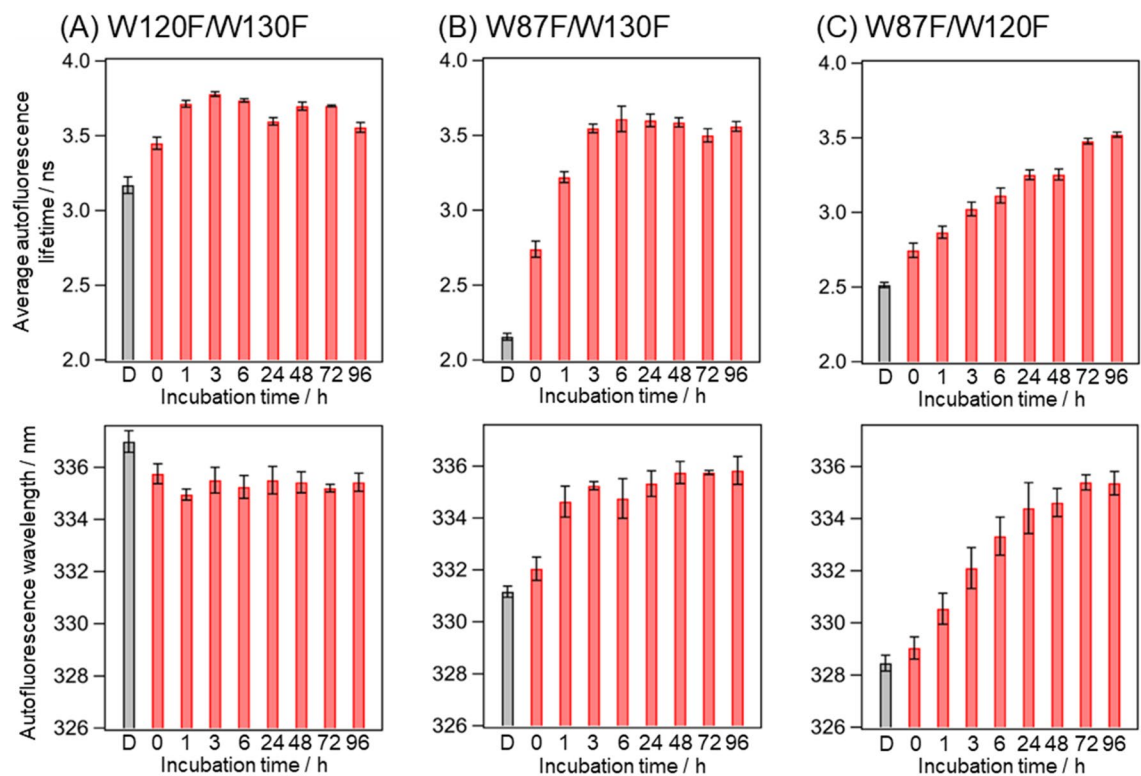 (A) W120F/W130F
(B) W87F/W130F
(C) W87F/W120F
Average autofluorescence
lifetime / ns
4.0
3.5
3.0
2.5
2.0
D 0 1 3 6 24 48 72 96
Incubation time / h
4.0
3.5
3.0
2.5
2.0
D 0 1 3 6 24 48 72 96
Incubation time / h
4.0
3.5
3.0
2.5
2.0
D 0 1 3 6 24 48 72 96
Incubation time / h
Autofluorescence wavelength / nm
336
334
332
330
328
326
D 0 1 3 6 24 48 72 96
Incubation time / h
336
334
332
330
328
326
D 0 1 3 6 24 48 72 96
Incubation time / h
336
334
332
330
328
326
D 0 1 3 6 24 48 72 96
Incubation time / h